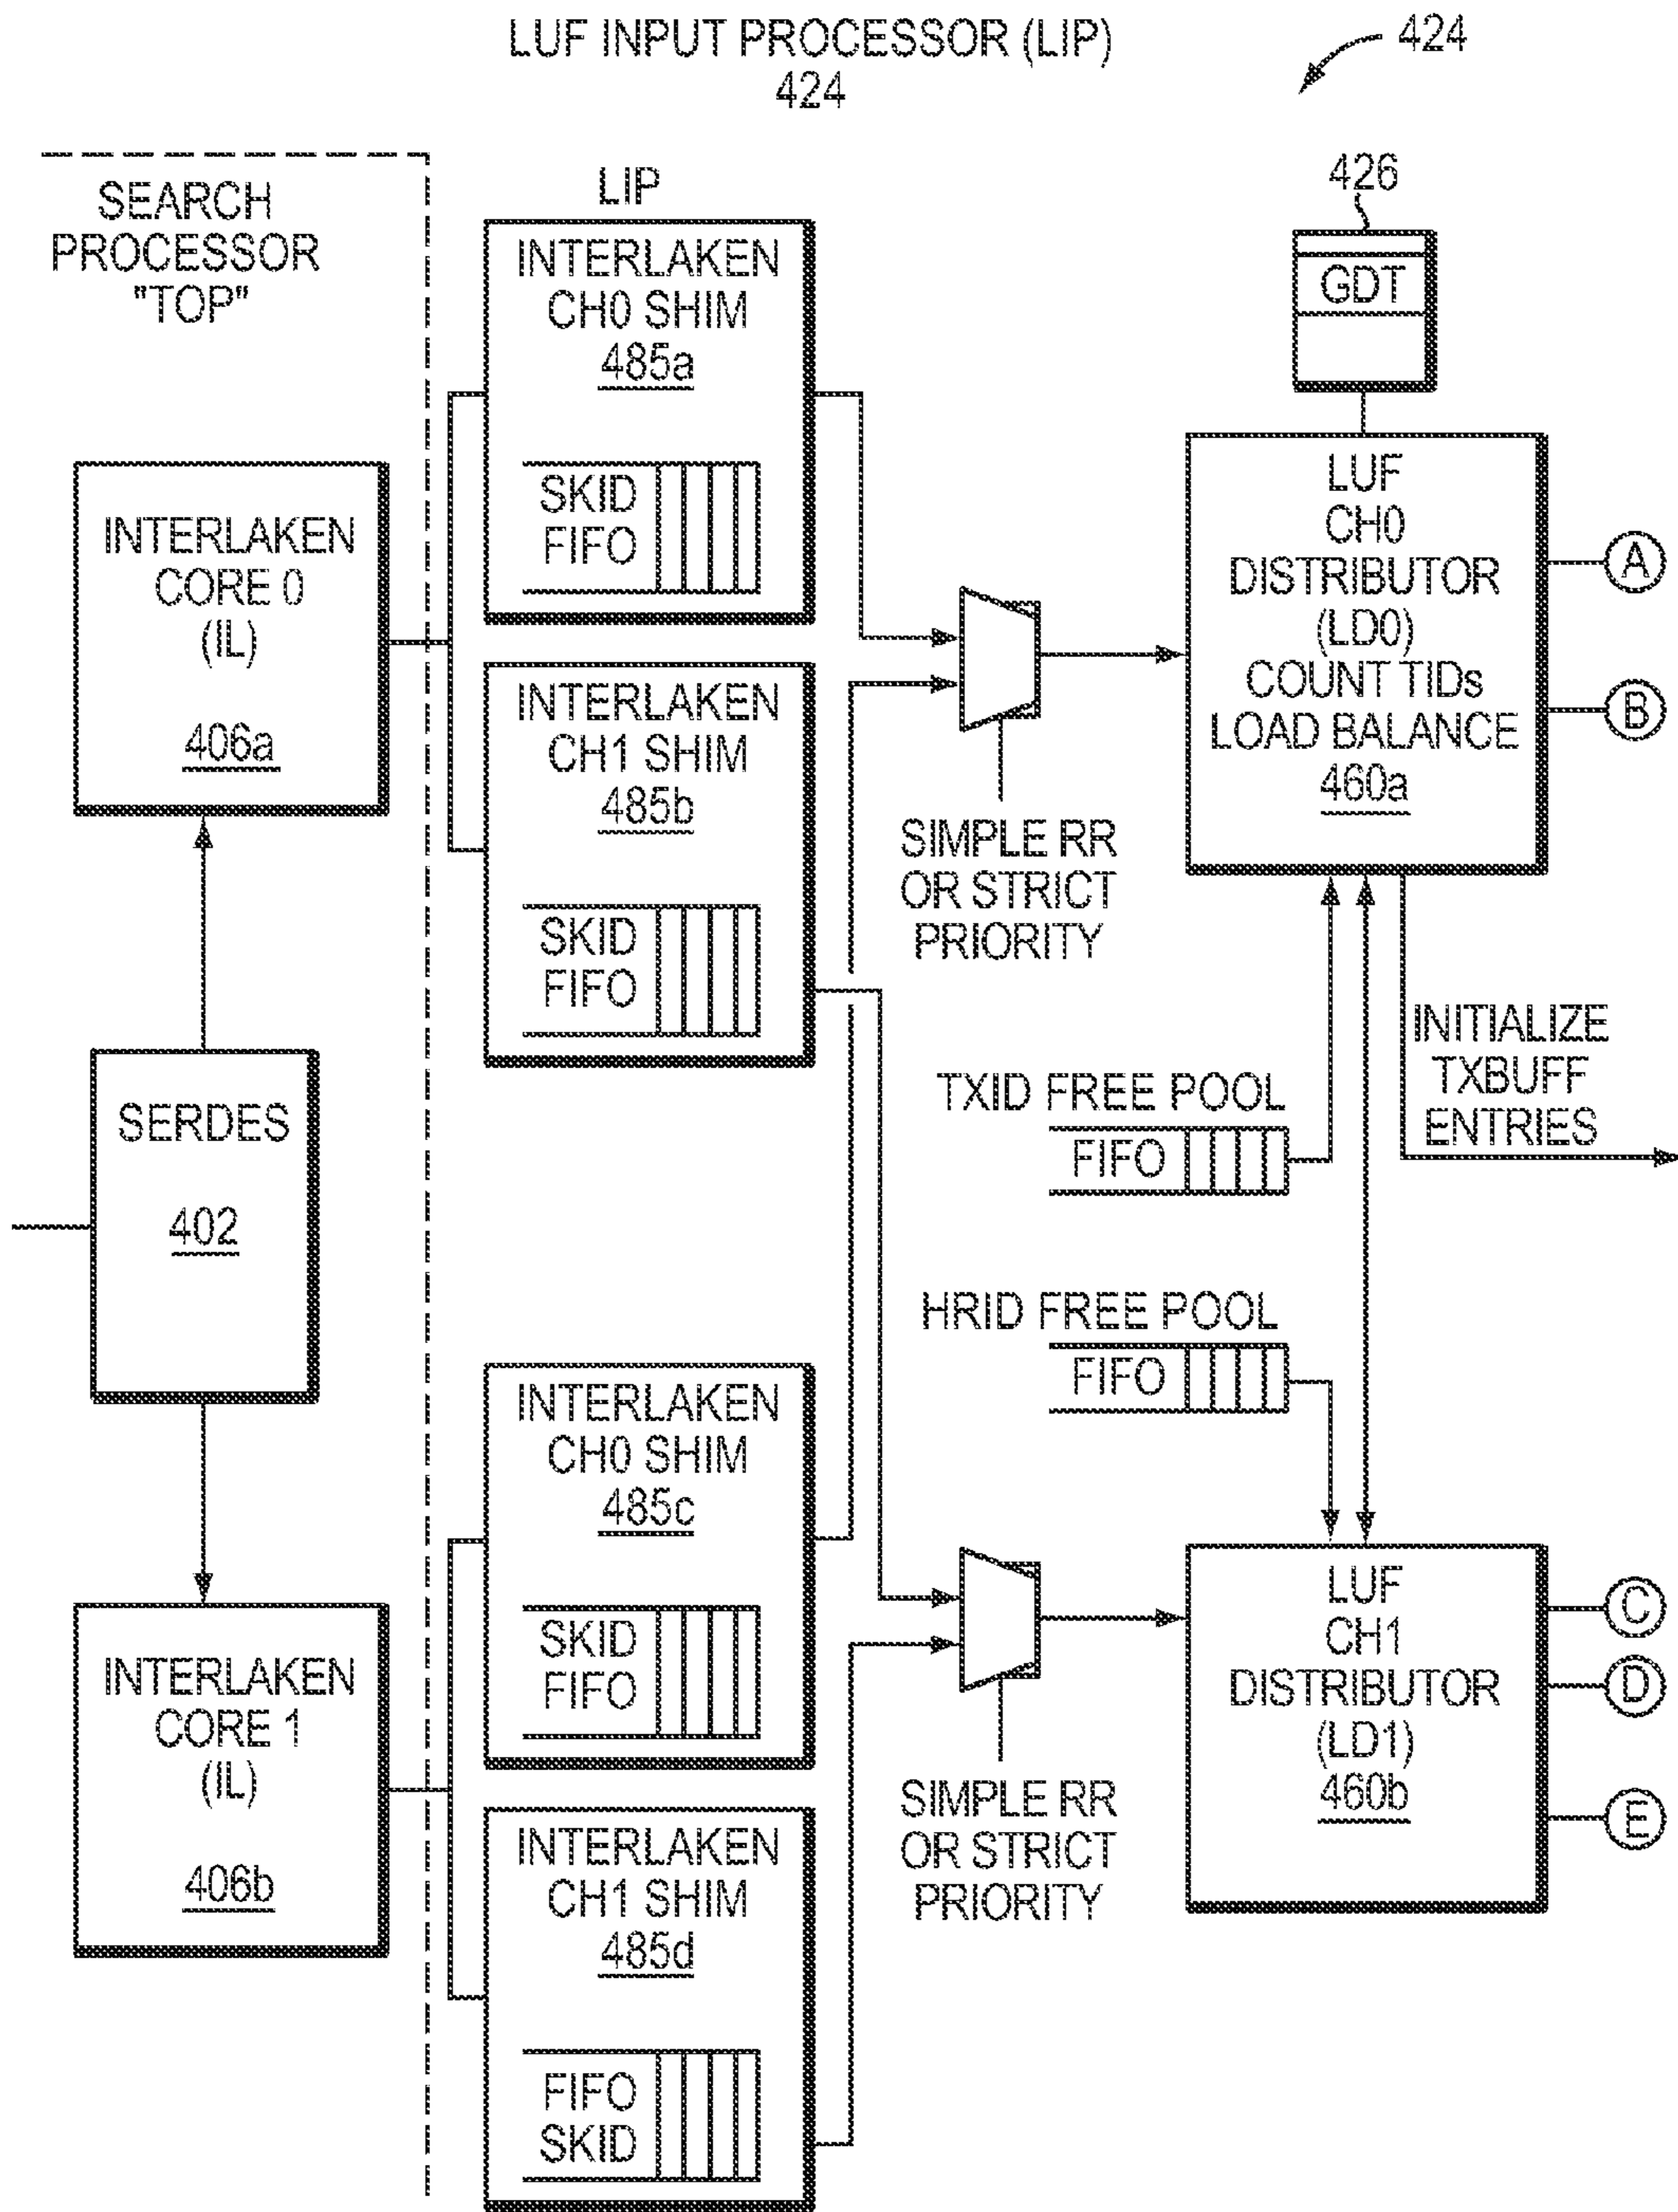 LUF INPUT PROCESSOR (LIP)
424
424
SEARCH
PROCESSOR
"TOP"
LIP
INTERLAKEN
CH0 SHIM
485a
SKID
FIFO
426
GDT
INTERLAKEN
CORE 0
(IL)
406a
LUF
CH0
DISTRIBUTOR
(LD0)
COUNT TIDs
LOAD BALANCE
460a
A
B
INTERLAKEN
CH1 SHIM
485b
SKID
FIFO
SIMPLE RR
OR STRICT
PRIORITY
INITIALIZE
TXBUFF
ENTRIES
SERDES
402
TXID FREE POOL
FIFO
HRID FREE POOL
FIFO
INTERLAKEN
CH0 SHIM
485c
SKID
FIFO
INTERLAKEN
CORE 1
(IL)
406b
LUF
CH1
DISTRIBUTOR
(LD1)
460b
C
D
E
SIMPLE RR
OR STRICT
PRIORITY
INTERLAKEN
CH1 SHIM
485d
FIFO
SKID